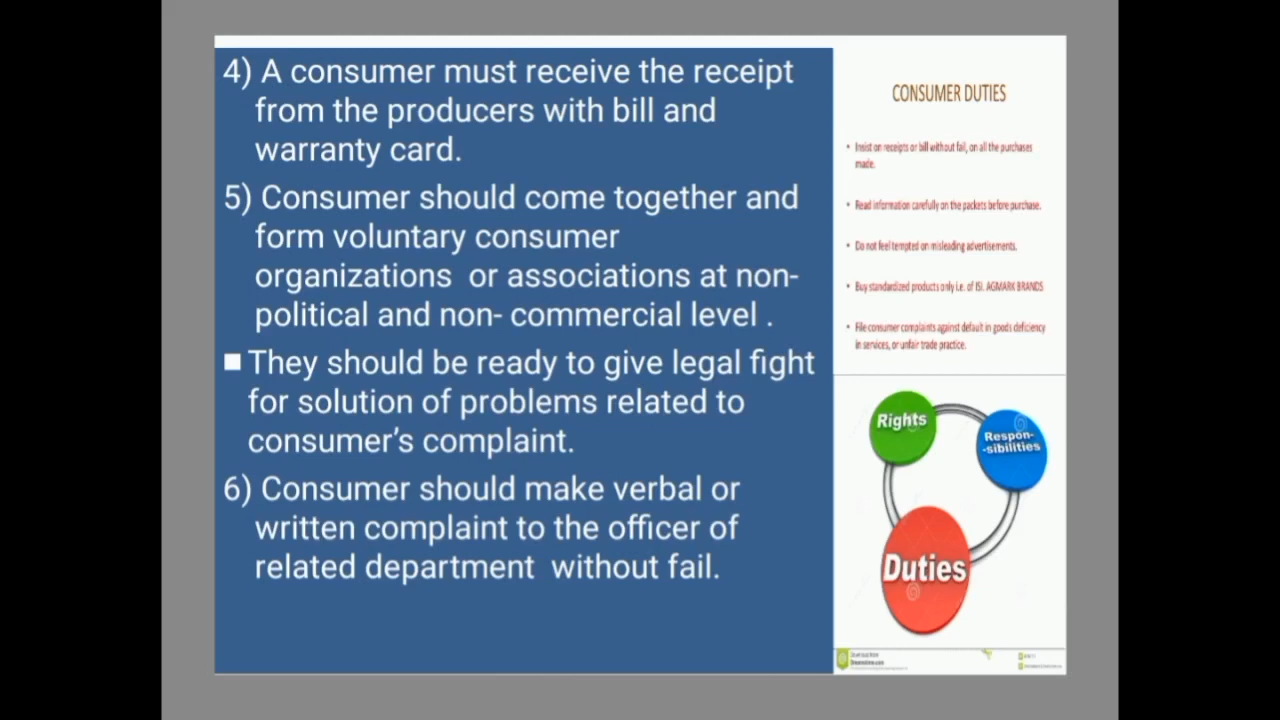 4) A consumer must receive the receipt
from the producers with bill and
warranty card.
5) Consumer should come together and
form voluntary consumer
organizations or associations at non-
political and non- commercial level .
They should be ready to give legal fight
for solution of problems related to
consumer's complaint.
6) Consumer should make verbal or
written complaint to the officer of
related department without fail.
CONSUMER DUTIES
• Insist on receipts or bill without fail, on all the purchases
made.
• Read information carefully on the packets before purchase.
• Do not feel tempted on misleading advertisements.
• Buy standardized products only i.e. of ISI. AGMARK BRANDS
• File consumer complaints against default in goods deficiency
in services, or unfair trade practice.
Rights
Respon-
-sibilities
Duties